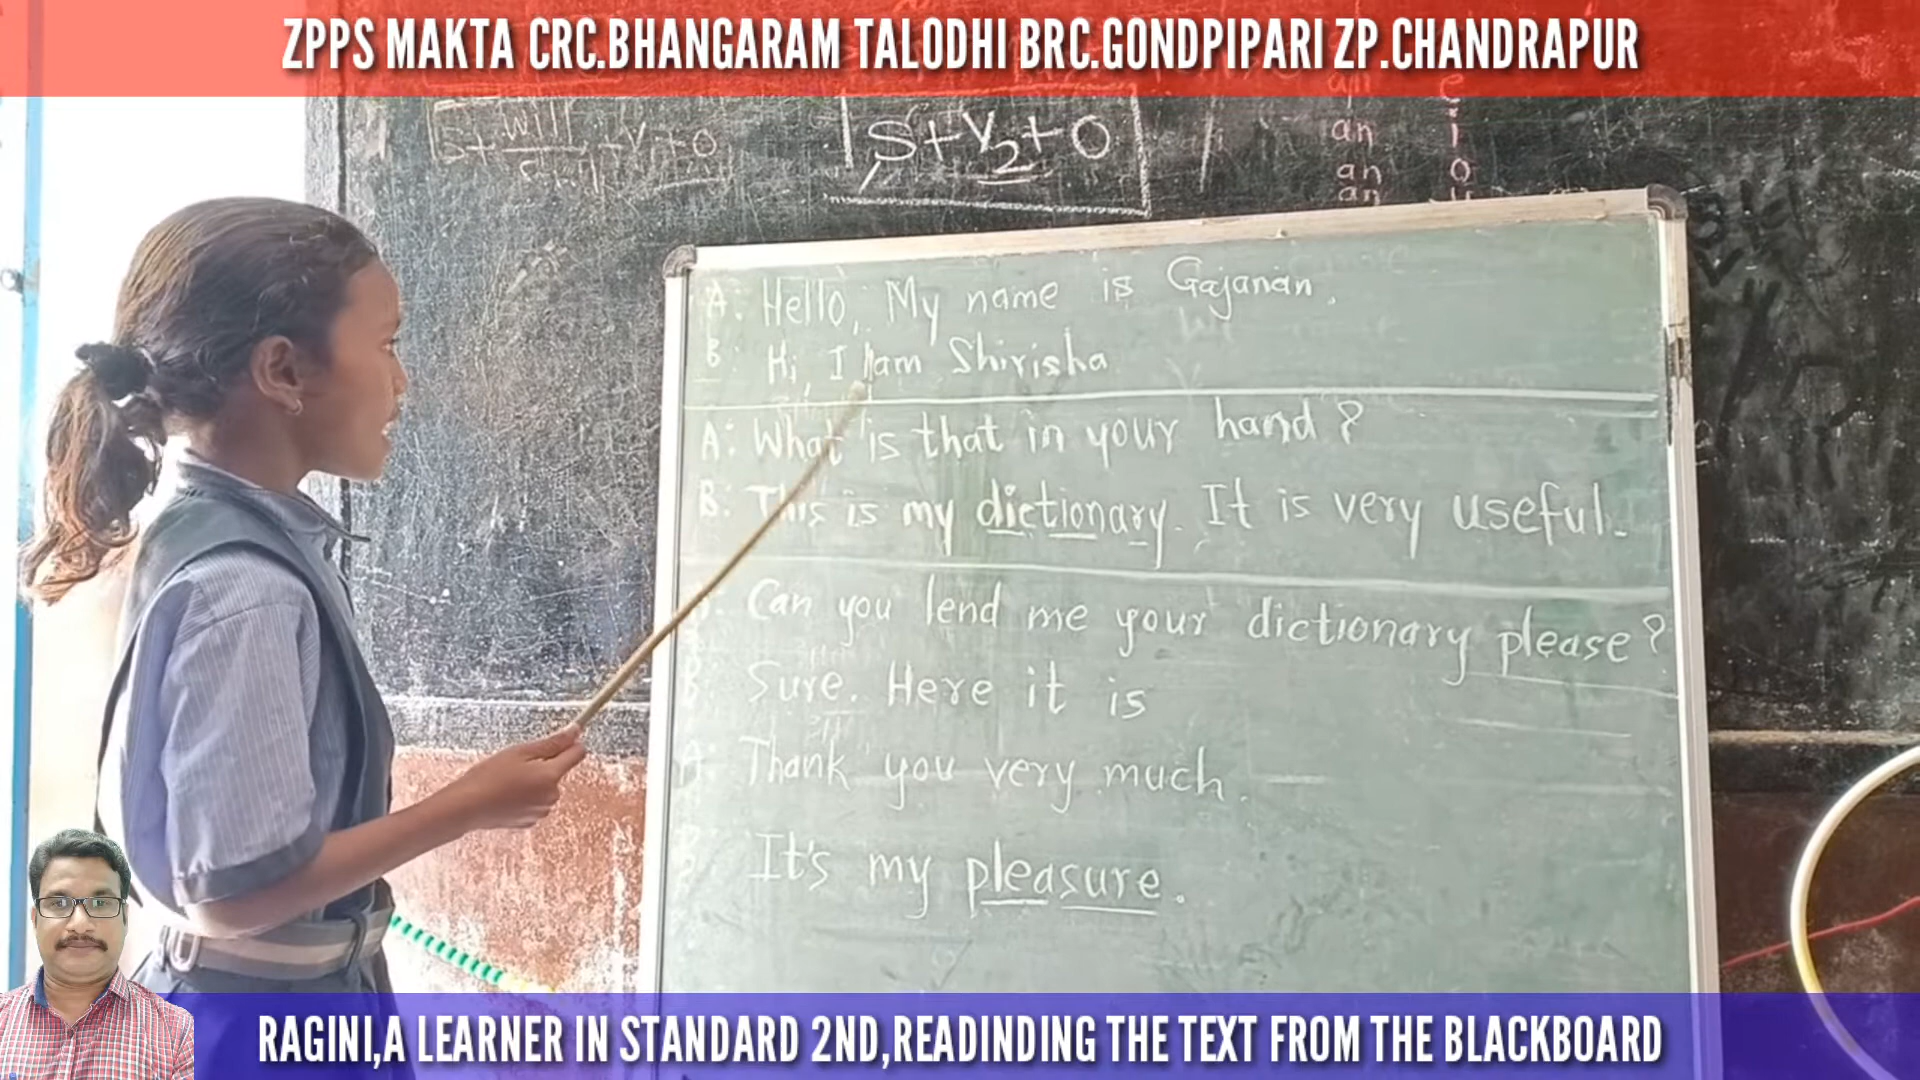 ZPPS MAKTA CRC.BHANGARAM TALODHI BRC.GONDPIPARI ZP.CHANDRAPUR
S+V2+O
an
an
an
i
o
A: Hello, My name is Gajanan.
B: Hi, I am Shirisha
A: What is that in your hand?
B: This is my dictionary. It is very useful.
Can you lend me your dictionary please?
B: Sure. Here it is
A: Thank you very much.
It's my pleasure.
RAGINI,A LEARNER IN STANDARD 2ND,READINDING THE TEXT FROM THE BLACKBOARD